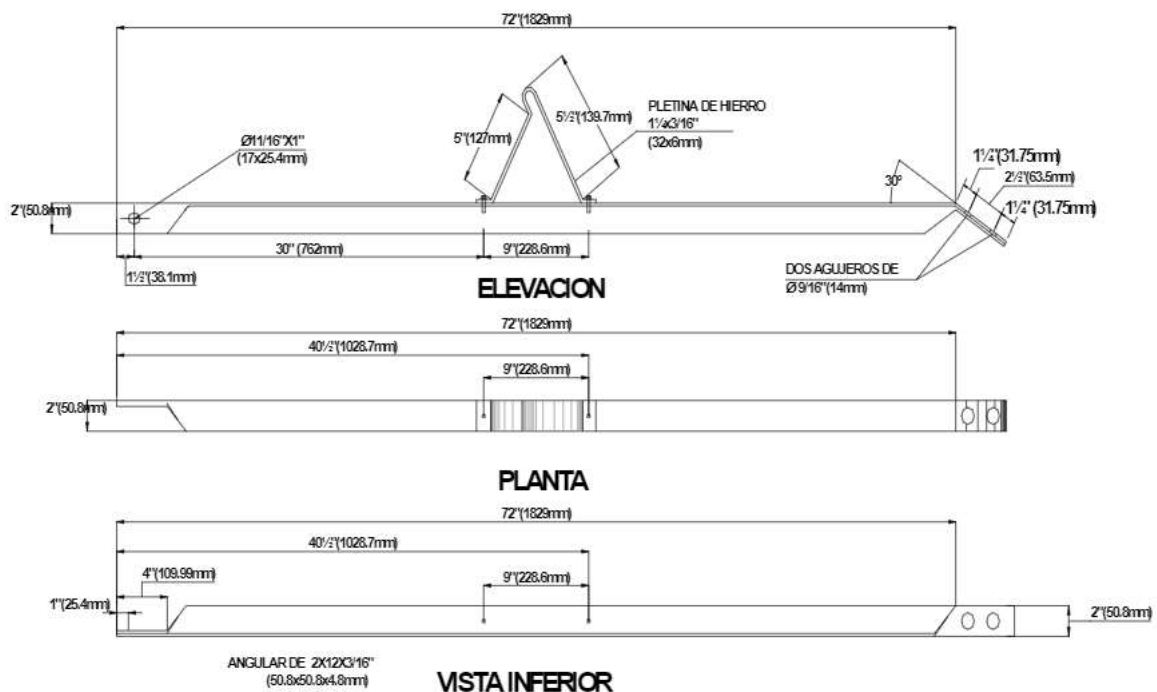 72"(1829mm)
5"(127mm)
5½"(139.7mm)
PLETINA DE HIERRO
1¼x3/16"
(32x6mm)
Ø11/16"X1"
(17x25.4mm)
30°
1¼"(31.75mm)
2½"(63.5mm)
1¼" (31.75mm)
2"(50.8mm)
30" (762mm)
9"(228.6mm)
1½"(38.1mm)
DOS AGUJEROS DE
Ø9/16"(14mm)
ELEVACION
72"(1829mm)
40½"(1028.7mm)
9"(228.6mm)
2"(50.8mm)
PLANTA
72"(1829mm)
40½"(1028.7mm)
4"(109.99mm)
9"(228.6mm)
1"(25.4mm)
2"(50.8mm)
ANGULAR DE 2X12X3/16"
(50.8x50.8x4.8mm)
VISTA INFERIOR